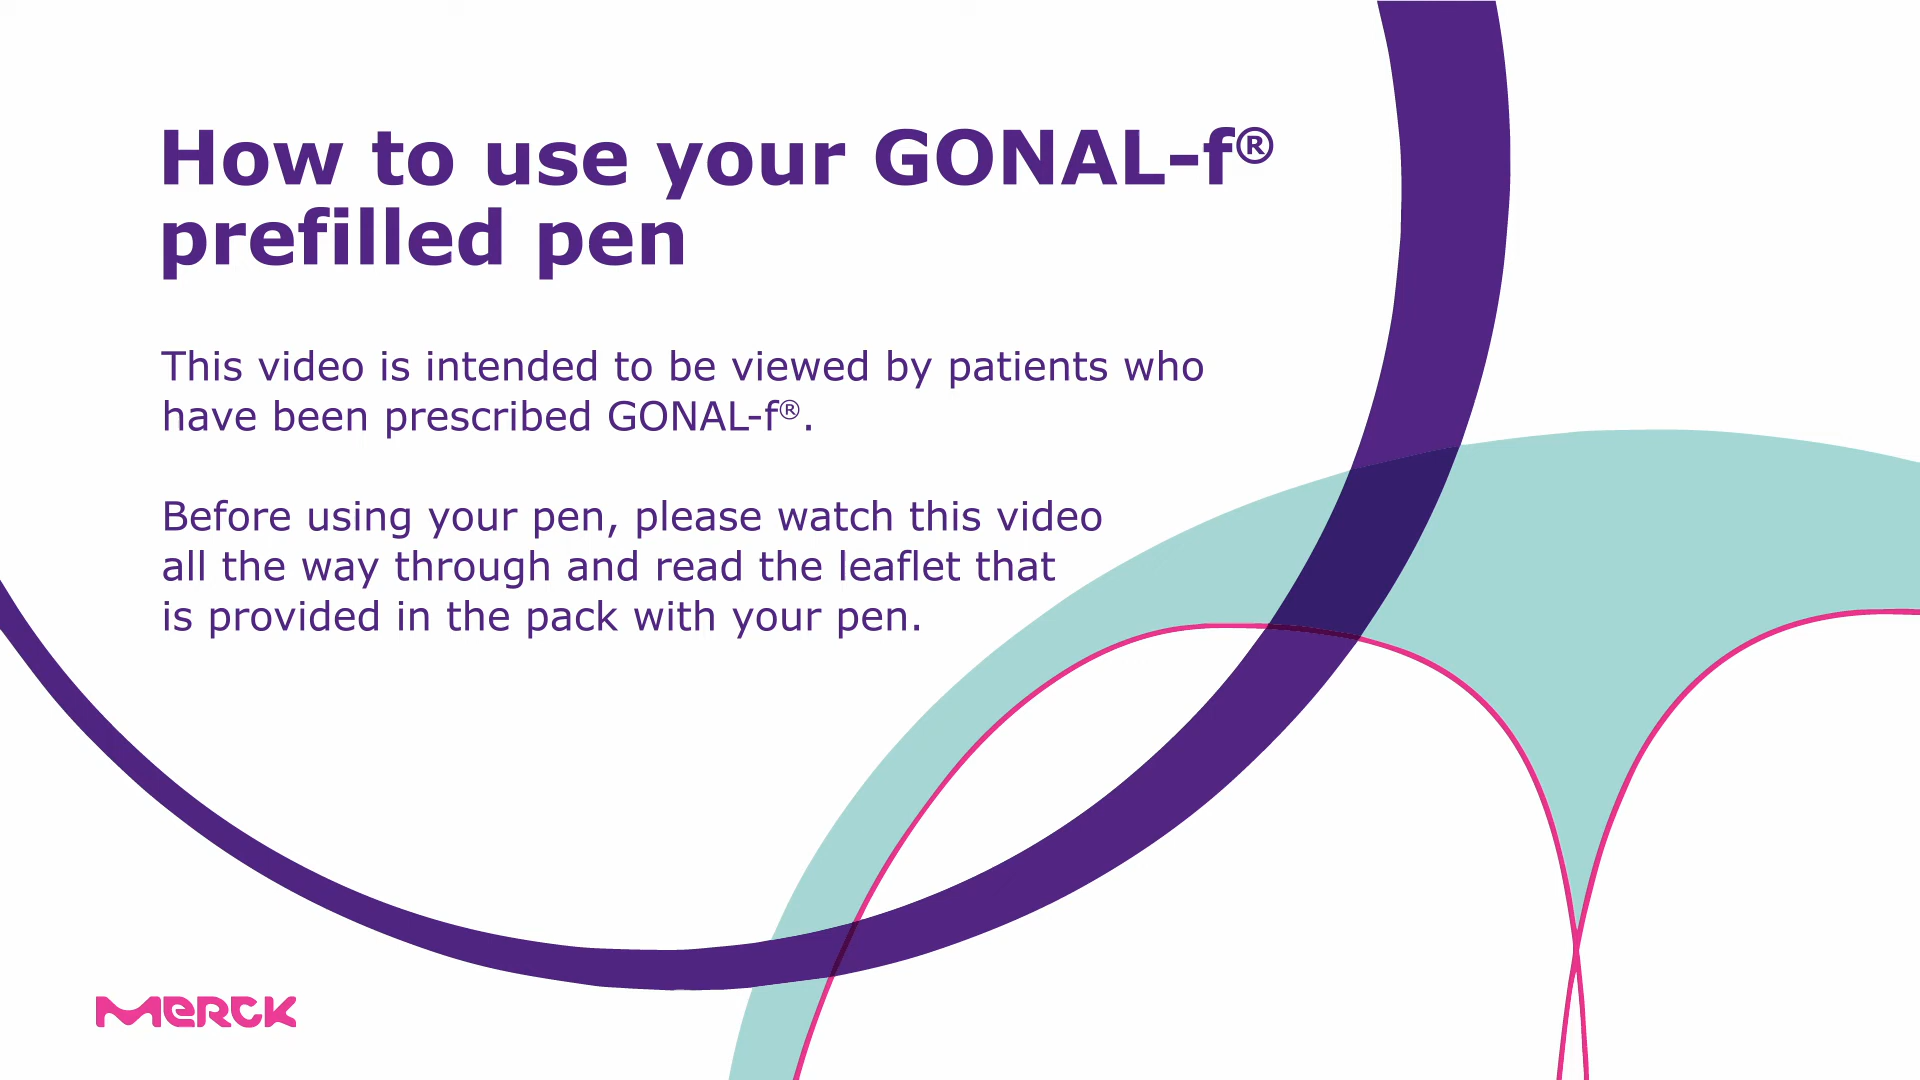 How to use your GONAL-f®
prefilled pen
This video is intended to be viewed by patients who
have been prescribed GONAL-f®.
Before using your pen, please watch this video
all the way through and read the leaflet that
is provided in the pack with your pen.
MERCK